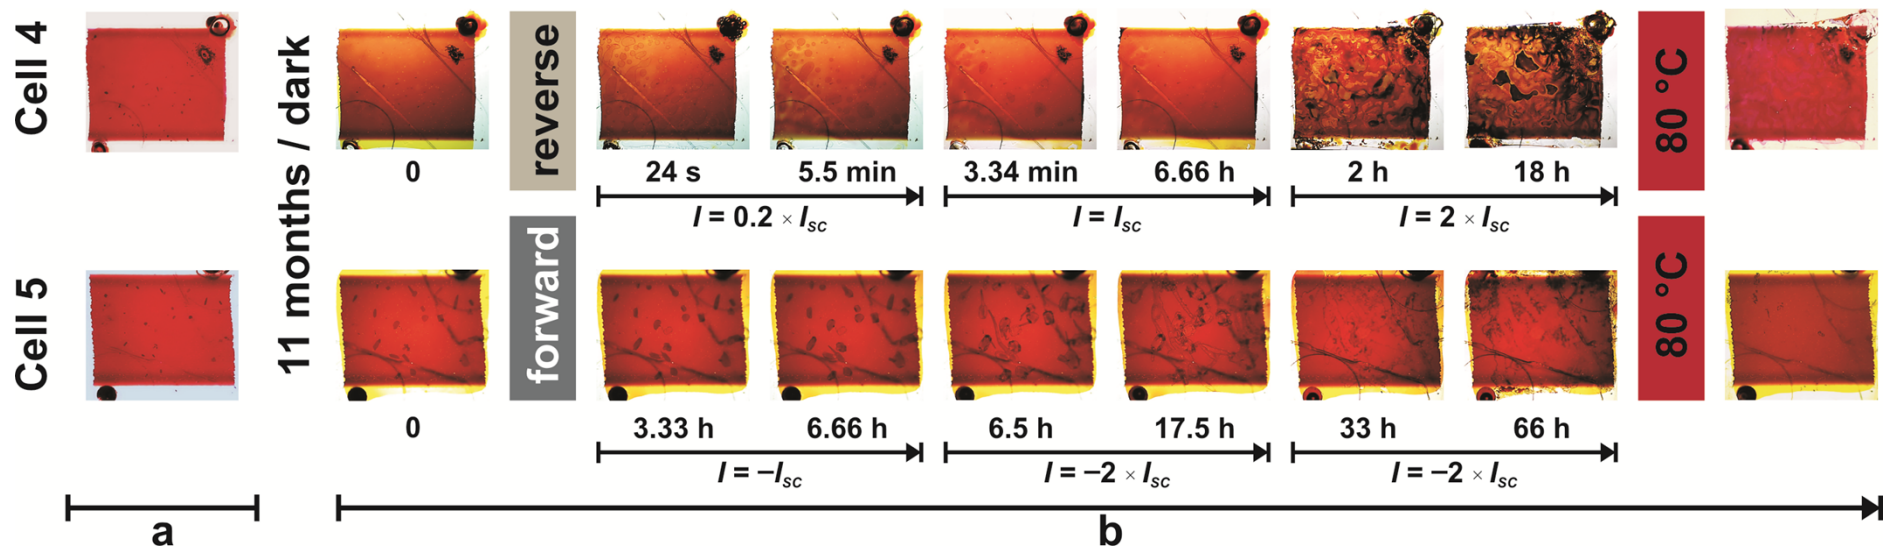 Cell 4
11 months / dark
0
reverse
24 s
5.5 min
I = 0.2 × Isc
3.34 min
6.66 h
I = Isc
2 h
18 h
I = 2 × Isc
80 °C
Cell 5
0
forward
3.33 h
6.66 h
I = –Isc
6.5 h
17.5 h
I = –2 × Isc
33 h
66 h
I = –2 × Isc
80 °C
a
b